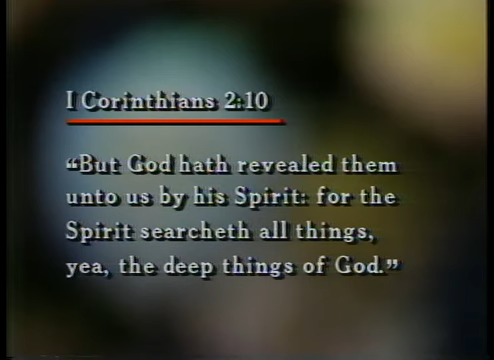 I Corinthians 2:10
“But God hath revealed them
unto us by his Spirit: for the
Spirit searcheth all things,
yea, the deep things of God.”